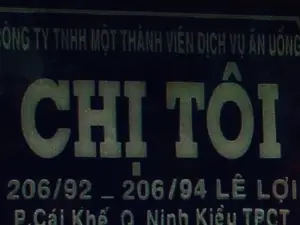 CÔNG TY TNHH MỘT THÀNH VIÊN DỊCH VỤ ĂN UỐNG
CHỊ TÔI
206/92 - 206/94 LÊ LỢI
P.Cái Khế Q. Ninh Kiều TPCT